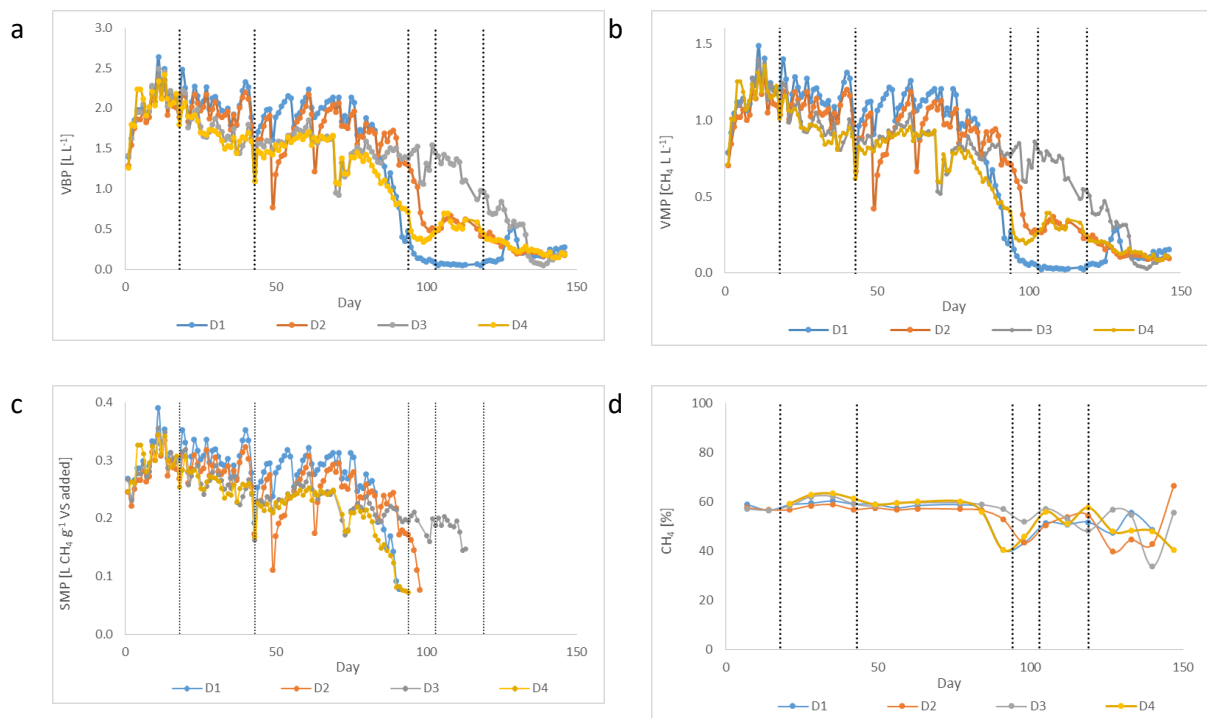 a
VBP [L L⁻¹]
3.0
2.5
2.0
1.5
1.0
0.5
0.0
0 50 100 150
Day
D1 D2 D3 D4
b
VMP [CH₄ L L⁻¹]
1.5
1.0
0.5
0.0
0 50 100 150
Day
D1 D2 D3 D4
c
SMP [L CH₄ g⁻¹ VS added]
0.4
0.3
0.2
0.1
0.0
0 50 100 150
Day
D1 D2 D3 D4
d
CH₄ [%]
100
80
60
40
20
0
0 50 100 150
Day
D1 D2 D3 D4